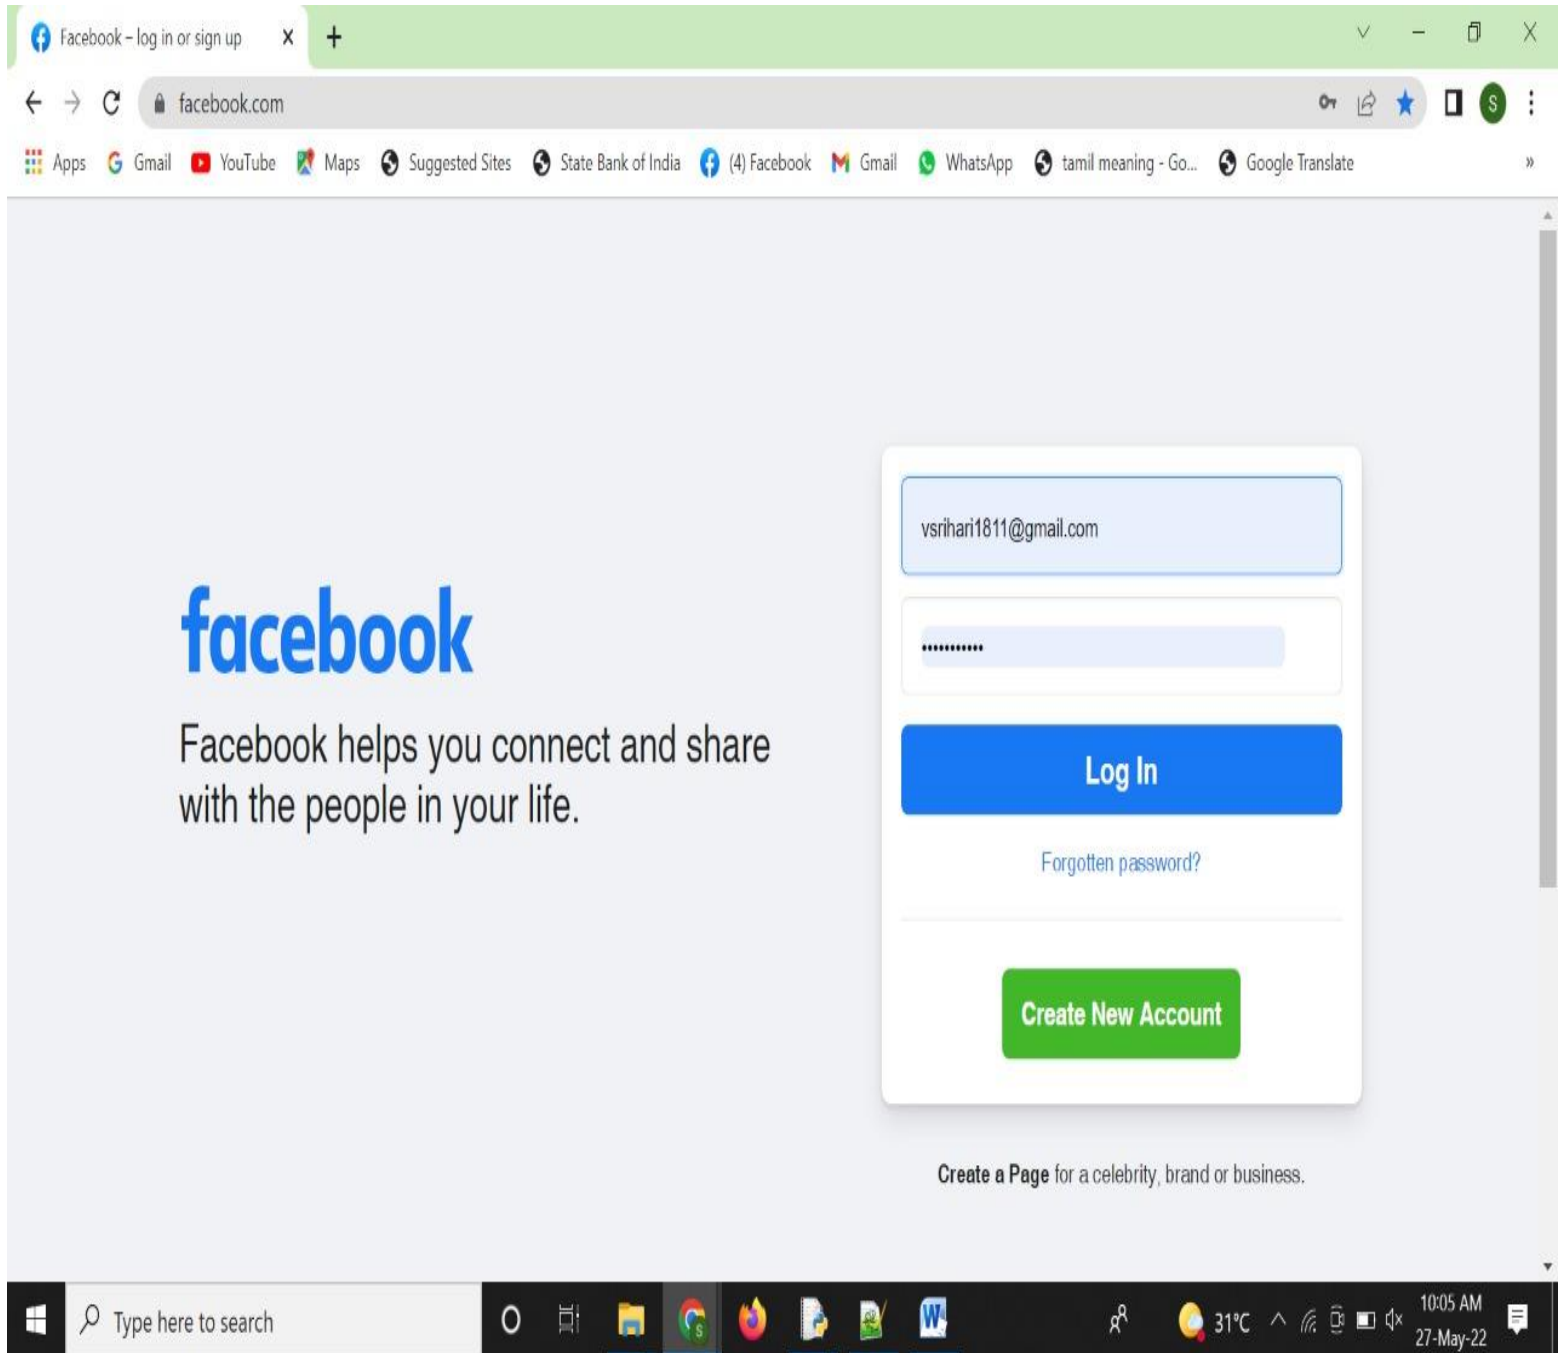 Facebook – log in or sign up
facebook.com
S
Apps Gmail YouTube Maps Suggested Sites State Bank of India (4) Facebook Gmail WhatsApp tamil meaning - Go... Google Translate »
vsrihari1811@gmail.com
facebook
Facebook helps you connect and share
with the people in your life.
Log In
Forgotten password?
Create New Account
Create a Page for a celebrity, brand or business.
Type here to search
31°C
10:05 AM
27-May-22